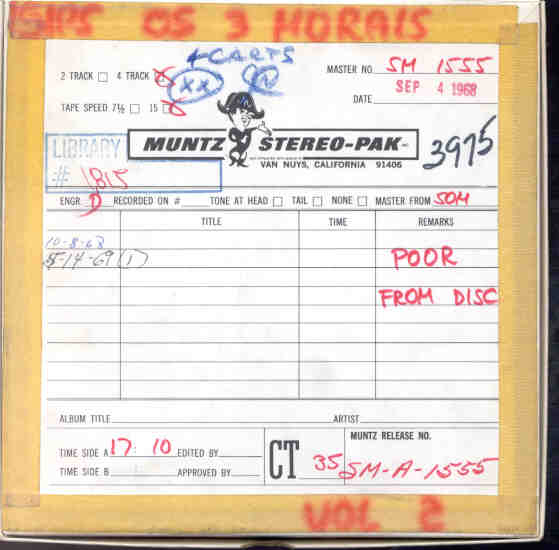 OS 3 MORAIS
4 CARTS
2 TRACK 4 TRACK X XX N MASTER NO. SM 1555
TAPE SPEED: 7½ 15 X DATE SEP 4 1968
MUNTZ STEREO-PAK INC. 3975
VAN NUYS, CALIFORNIA 91406
LIBRARY
# 1815
ENGR. D RECORDED ON # TONE AT HEAD TAIL NONE MASTER FROM SOM
TITLE TIME REMARKS
10-8-68
5-14-69 (1) POOR
FROM DISC
ALBUM TITLE ARTIST
TIME SIDE A 17:10 EDITED BY CT 35 MUNTZ RELEASE NO.
TIME SIDE B APPROVED BY SM-A-1555
VOL 2